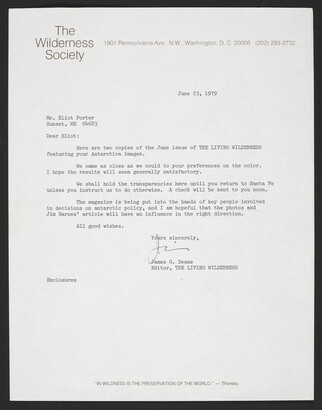 The
Wilderness
Society
1901 Pennsylvania Ave., N.W., Washington, D. C. 20006 (202) 293-2732
June 23, 1979
Mr. Eliot Porter
Sunset, ME 04683
Dear Eliot:
Here are two copies of the June issue of THE LIVING WILDERNESS
featuring your Antarctica images.
We came as close as we could to your preferences on the color.
I hope the results will seem generally satisfactory.
We shall hold the transparencies here until you return to Santa Fe
unless you instruct us to do otherwise. A check will be sent to you soon.
The magazine is being put into the hands of key people involved
in decisions on antarctic policy, and I am hopeful that the photos and
Jim Barnes' article will have an influence in the right direction.
All good wishes.
Yours sincerely,
Jim
James G. Deane
Editor, THE LIVING WILDERNESS
Enclosures
"IN WILDNESS IS THE PRESERVATION OF THE WORLD." — Thoreau